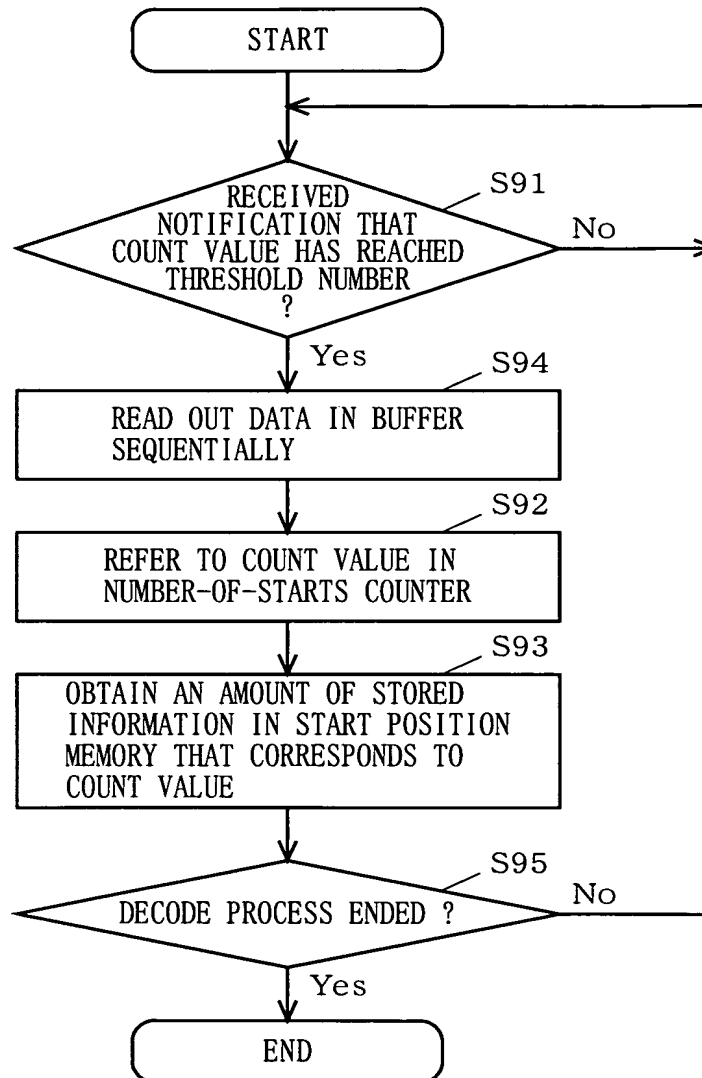 START
S91
RECEIVED
NOTIFICATION THAT
COUNT VALUE HAS REACHED
THRESHOLD NUMBER
?
No
Yes
S94
READ OUT DATA IN BUFFER
SEQUENTIALLY
S92
REFER TO COUNT VALUE IN
NUMBER-OF-STARTS COUNTER
S93
OBTAIN AN AMOUNT OF STORED
INFORMATION IN START POSITION
MEMORY THAT CORRESPONDS TO
COUNT VALUE
S95
DECODE PROCESS ENDED ?
No
Yes
END